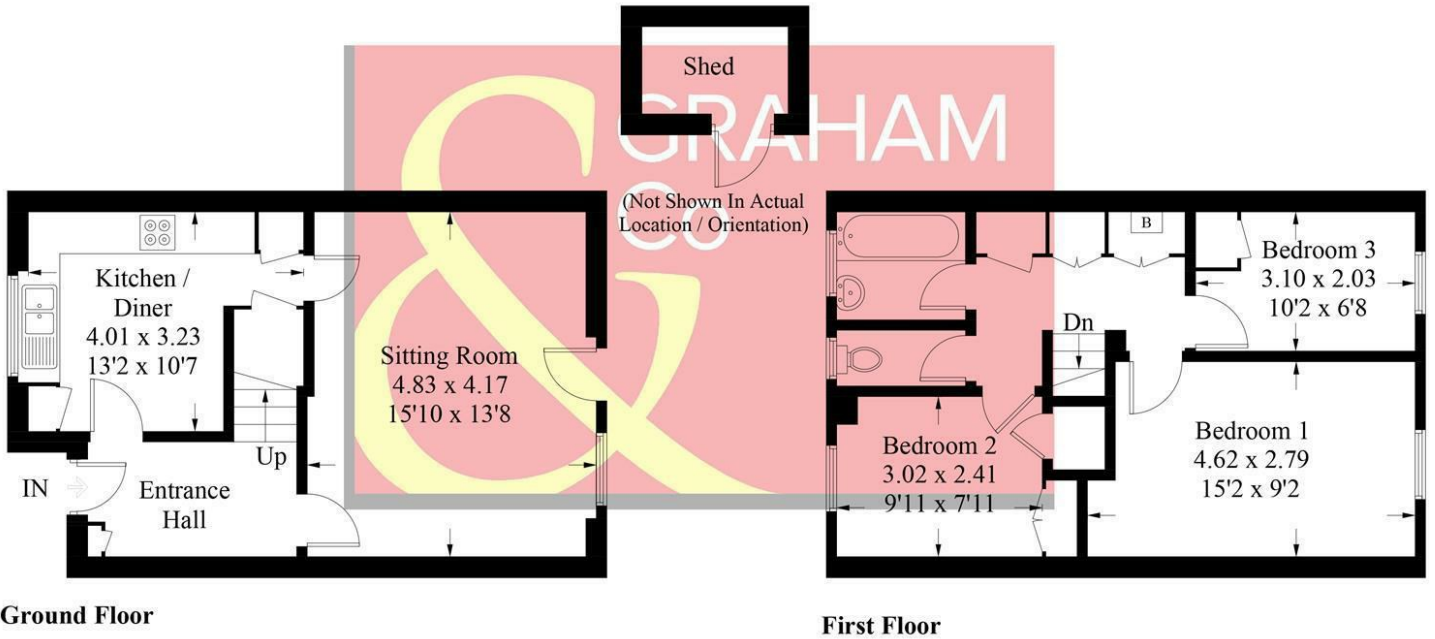 Shed
GRAHAM
&
Co
(Not Shown In Actual
Location / Orientation)
Kitchen /
Diner
4.01 x 3.23
13'2 x 10'7
Sitting Room
4.83 x 4.17
15'10 x 13'8
Up
IN
Entrance
Hall
B
Bedroom 3
3.10 x 2.03
10'2 x 6'8
Dn
Bedroom 2
3.02 x 2.41
9'11 x 7'11
Bedroom 1
4.62 x 2.79
15'2 x 9'2
Ground Floor
First Floor